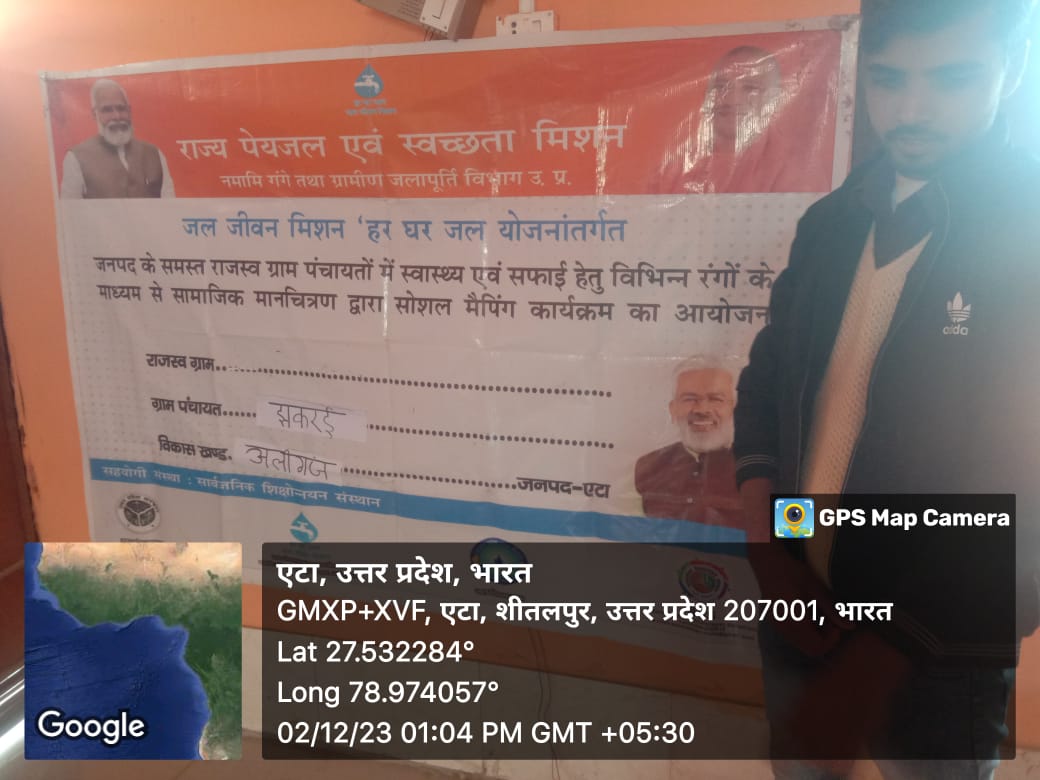 राज्य पेयजल एवं स्वच्छता मिशन
नमामि गंगे तथा ग्रामीण जलापूर्ति विभाग उ. प्र.
जल जीवन मिशन 'हर घर जल योजनांतर्गत
जनपद के समस्त राजस्व ग्राम पंचायतों में स्वास्थ्य एवं सफाई हेतु विभिन्न रंगों के
माध्यम से सामाजिक मानचित्रण द्वारा सोशल मैपिंग कार्यक्रम का आयोजन
राजस्व ग्राम
ग्राम पंचायत...... झकरई
विकास खण्ड. अलीगज ......जनपद-एटा
सहयोगी संस्था : सार्वजनिक शिक्षोन्नयन संस्थान
adida
GPS Map Camera
एटा, उत्तर प्रदेश, भारत
GMXP+XVF, एटा, शीतलपुर, उत्तर प्रदेश 207001, भारत
Lat 27.532284°
Long 78.974057°
02/12/23 01:04 PM GMT +05:30
Google